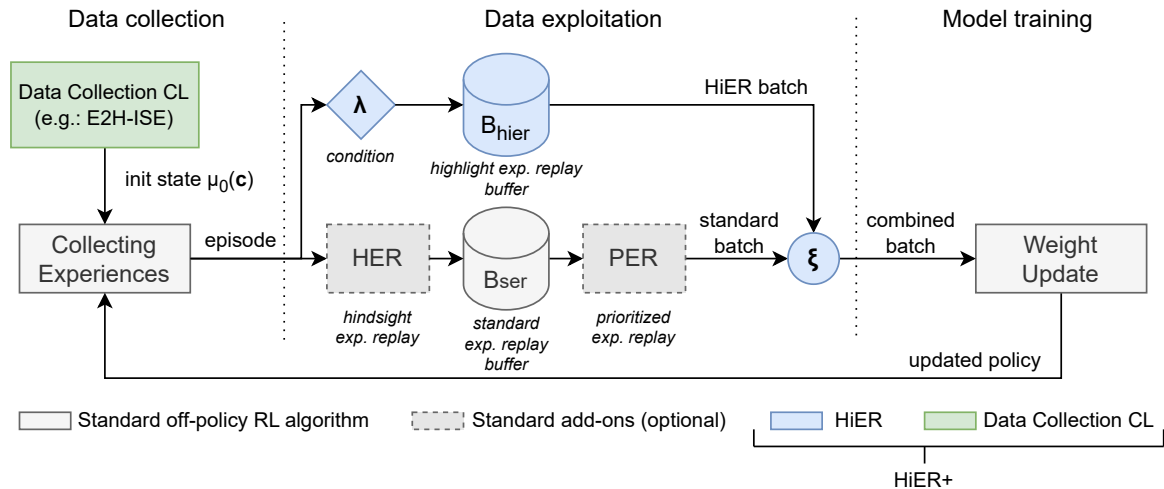 Data collection
Data exploitation
Model training
Data Collection CL
(e.g.: E2H-ISE)
λ
condition
Bhier
highlight exp. replay
buffer
HiER batch
init state μ0(c)
Collecting
Experiences
episode
HER
hindsight
exp. replay
Bser
standard
exp. replay
buffer
PER
prioritized
exp. replay
standard
batch
ξ
combined
batch
Weight
Update
updated policy
Standard off-policy RL algorithm
Standard add-ons (optional)
HiER
Data Collection CL
HiER+